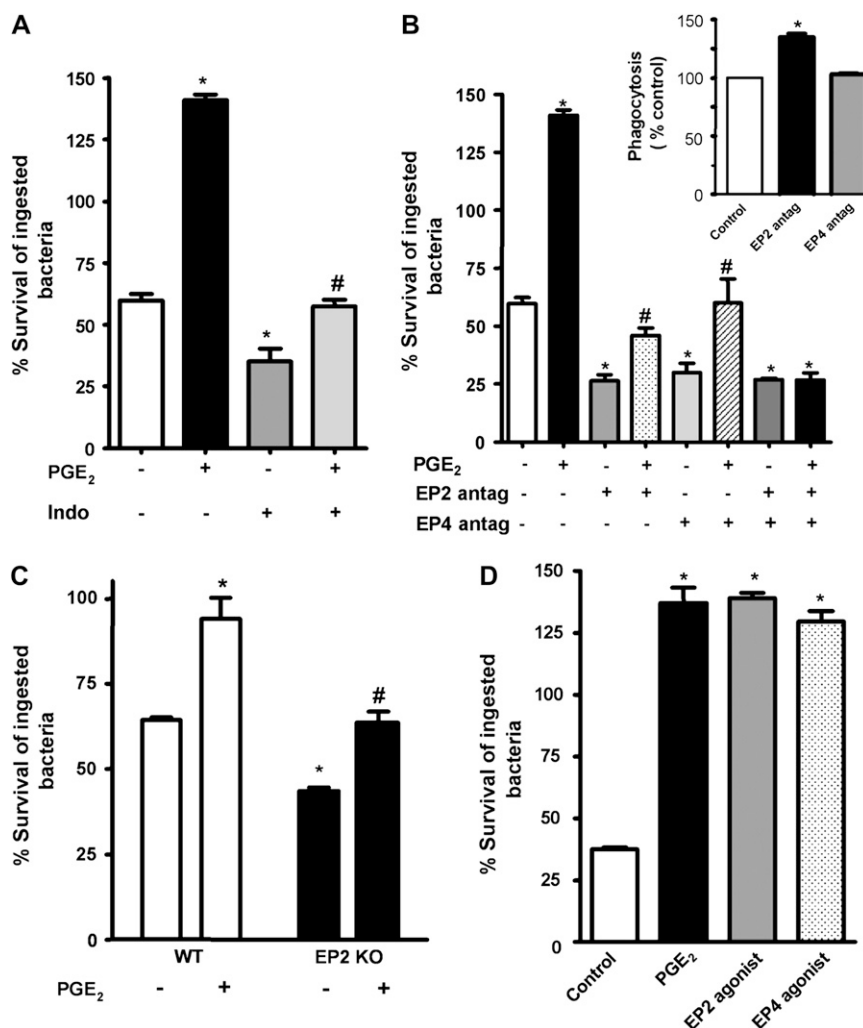 A
% Survival of ingested
bacteria
150
125
100
75
50
25
0
*
*
#
PGE2 - + - +
Indo - - + +
B
% Survival of ingested
bacteria
150
125
100
75
50
25
0
*
*
#
*
#
*
*
PGE2 - + - + - + - +
EP2 antag - - + + - - + +
EP4 antag - - - - + + + +
Phagocytosis
( % control)
150
125
100
75
50
25
0
*
Control
EP2 antag
EP4 antag
C
% Survival of ingested
bacteria
100
75
50
25
0
*
*
#
WT EP2 KO
PGE2 - + - +
D
% Survival of ingested
bacteria
150
125
100
75
50
25
0
*
*
*
Control
PGE2
EP2 agonist
EP4 agonist